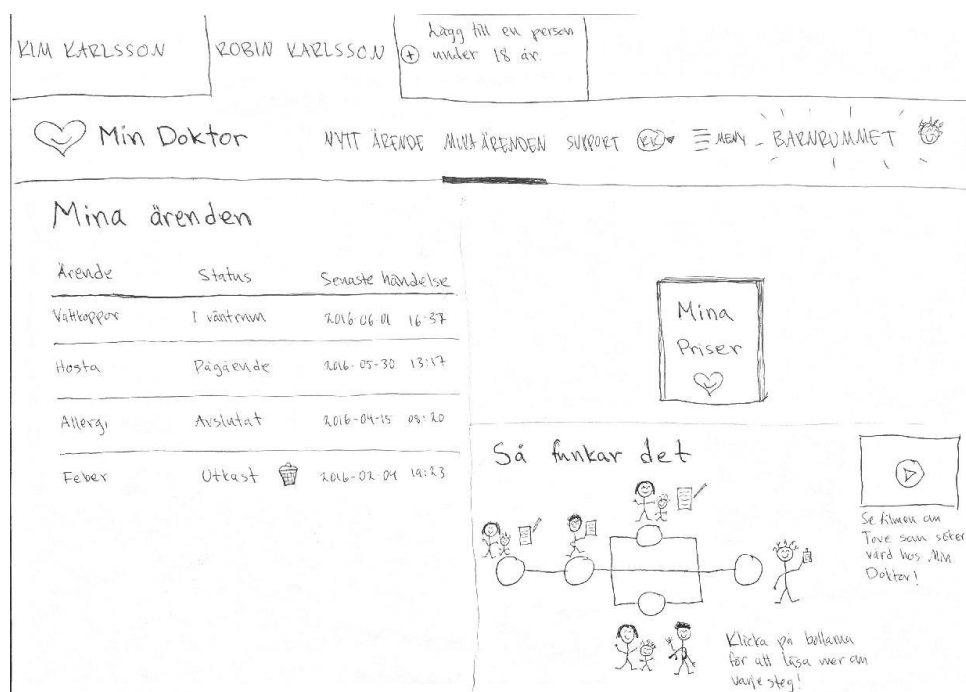 KIM KARLSSON
ROBIN KARLSSON
Lägg till en person
under 18 år.
Min Doktor
NYTT ÄRENDE
MINA ÄRENDEN
SUPPORT
KK
MENY
BARNRUMMET
Mina ärenden
Ärende Status Senaste händelse
Vattkoppor I väntrum 2016-06-01 16:37
Hosta Pågående 2016-05-30 13:17
Allergi Avslutat 2016-04-15 08:20
Feber Utkast 2016-02-04 19:23
Mina
Priser
Så funkar det
Se filmen om
Tove som söker
vård hos Min
Doktor!
Klicka på bollarna
för att läsa mer om
varje steg!